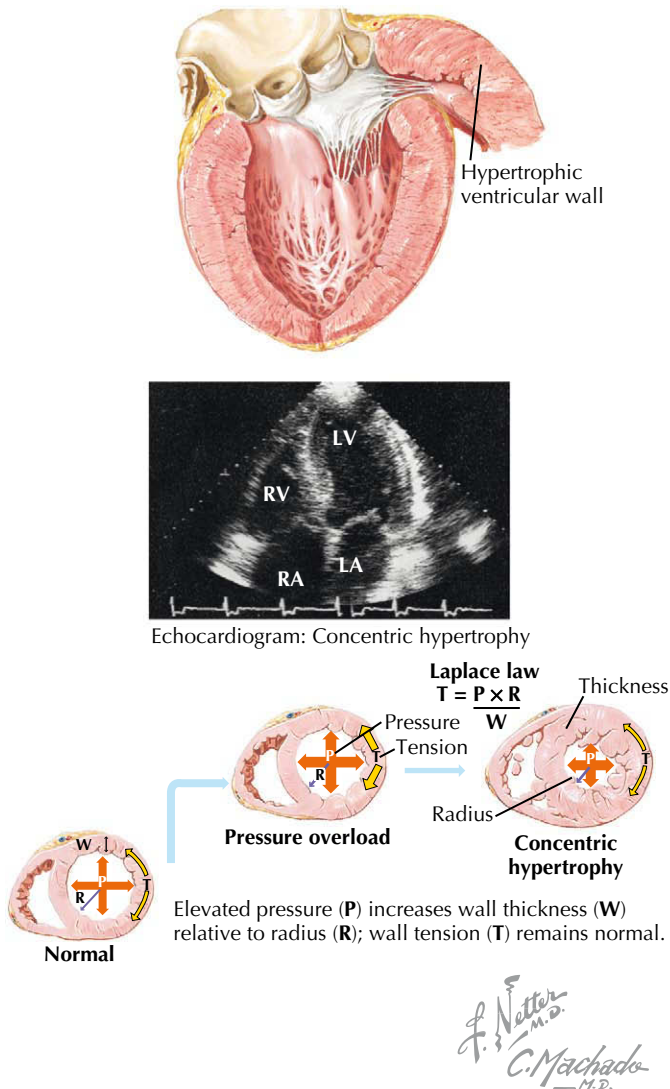 Hypertrophic
ventricular wall
LV
RV
RA
LA
Echocardiogram: Concentric hypertrophy
Laplace law
T = P × R
W
Thickness
Pressure
Tension
P
R
T
Pressure overload
P
T
Radius
Concentric
hypertrophy
W
P
R
T
Normal
Elevated pressure (P) increases wall thickness (W)
relative to radius (R); wall tension (T) remains normal.
f. Netter
M.D.
C. Machado
M.D.